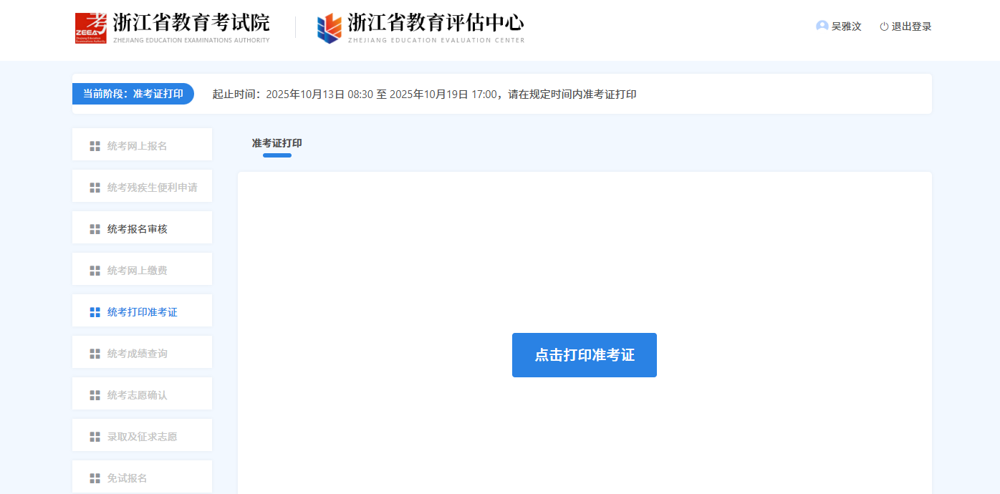 考
ZEEA
Zhejiang Education
Examinations Authority
浙江省教育考试院
ZHEJIANG EDUCATION EXAMINATIONS AUTHORITY
浙江省教育评估中心
ZHEJIANG EDUCATION EVALUATION CENTER
吴雅汶
退出登录
当前阶段：准考证打印
起止时间：2025年10月13日 08:30 至 2025年10月19日 17:00，请在规定时间内准考证打印
统考网上报名
统考残疾生便利申请
统考报名审核
统考网上缴费
统考打印准考证
统考成绩查询
统考志愿确认
录取及征求志愿
免试报名
准考证打印
点击打印准考证